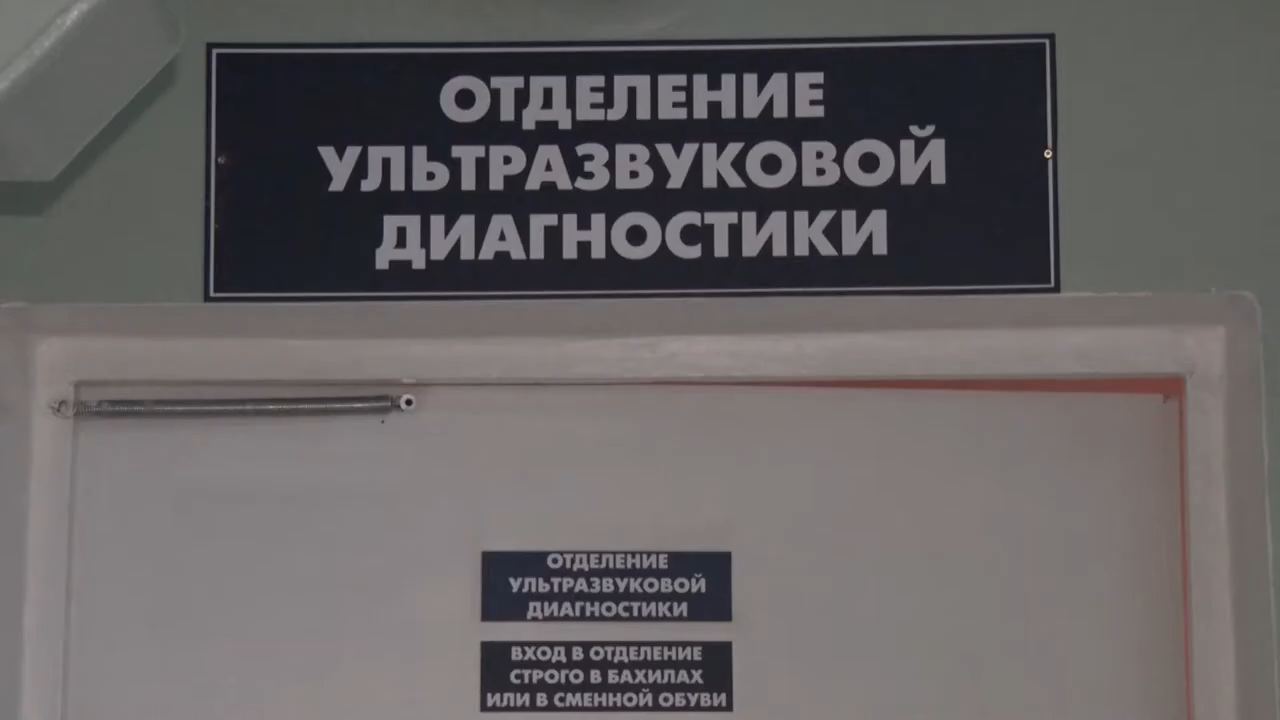 ОТДЕЛЕНИЕ
УЛЬТРАЗВУКОВОЙ
ДИАГНОСТИКИ
ОТДЕЛЕНИЕ
УЛЬТРАЗВУКОВОЙ
ДИАГНОСТИКИ
ВХОД В ОТДЕЛЕНИЕ
СТРОГО В БАХИЛАХ
ИЛИ В СМЕННОЙ ОБУВИ